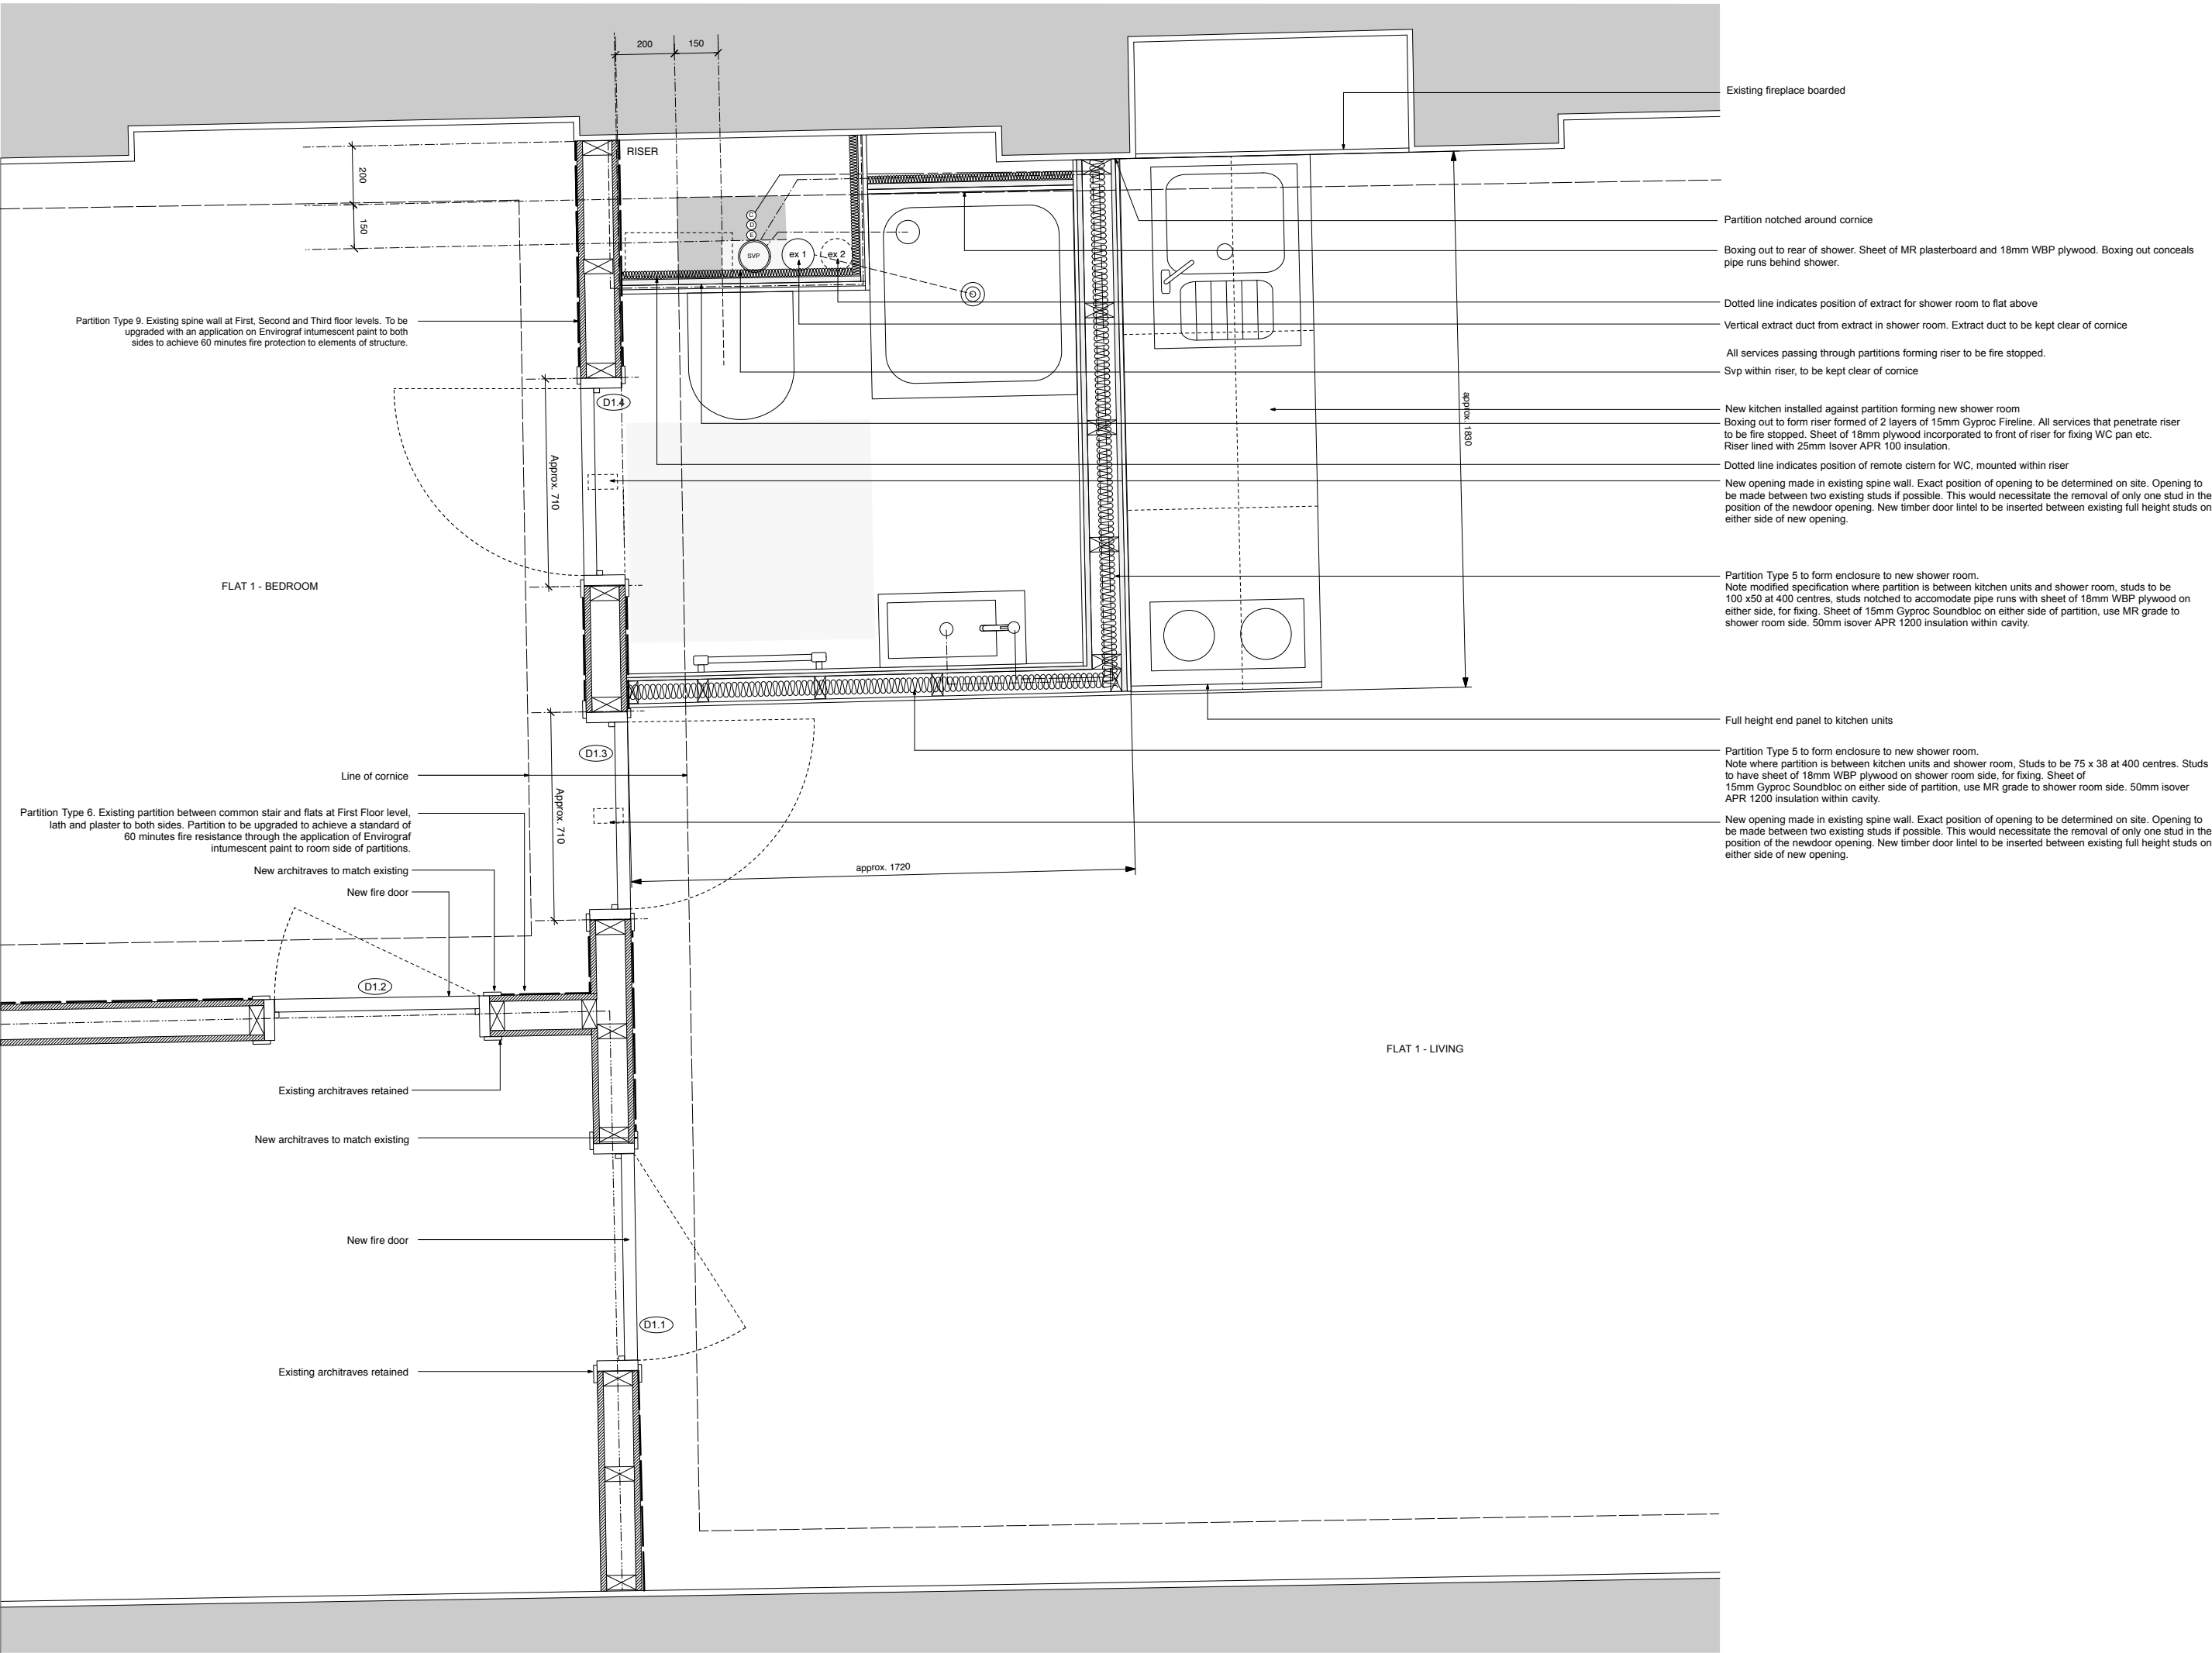 200
150
Existing fireplace boarded
RISER
200
150
Partition notched around cornice
C
D
E
SVP
ex 1
ex 2
Boxing out to rear of shower. Sheet of MR plasterboard and 18mm WBP plywood. Boxing out conceals
pipe runs behind shower.
Dotted line indicates position of extract for shower room to flat above
Vertical extract duct from extract in shower room. Extract duct to be kept clear of cornice
Partition Type 9. Existing spine wall at First, Second and Third floor levels. To be
upgraded with an application on Envirograf intumescent paint to both
sides to achieve 60 minutes fire protection to elements of structure.
All services passing through partitions forming riser to be fire stopped.
Svp within riser, to be kept clear of cornice
D1.4
approx. 1830
New kitchen installed against partition forming new shower room
Boxing out to form riser formed of 2 layers of 15mm Gyproc Fireline. All services that penetrate riser
to be fire stopped. Sheet of 18mm plywood incorporated to front of riser for fixing WC pan etc.
Riser lined with 25mm Isover APR 100 insulation.
Dotted line indicates position of remote cistern for WC, mounted within riser
Approx. 710
New opening made in existing spine wall. Exact position of opening to be determined on site. Opening to
be made between two existing studs if possible. This would necessitate the removal of only one stud in the
position of the newdoor opening. New timber door lintel to be inserted between existing full height studs on
either side of new opening.
FLAT 1 - BEDROOM
Partition Type 5 to form enclosure to new shower room.
Note modified specification where partition is between kitchen units and shower room, studs to be
100 x50 at 400 centres, studs notched to accomodate pipe runs with sheet of 18mm WBP plywood on
either side, for fixing. Sheet of 15mm Gyproc Soundbloc on either side of partition, use MR grade to
shower room side. 50mm isover APR 1200 insulation within cavity.
Full height end panel to kitchen units
D1.3
Partition Type 5 to form enclosure to new shower room.
Note where partition is between kitchen units and shower room, Studs to be 75 x 38 at 400 centres. Studs
to have sheet of 18mm WBP plywood on shower room side, for fixing. Sheet of
15mm Gyproc Soundbloc on either side of partition, use MR grade to shower room side. 50mm isover
APR 1200 insulation within cavity.
Line of cornice
Approx. 710
Partition Type 6. Existing partition between common stair and flats at First Floor level,
lath and plaster to both sides. Partition to be upgraded to achieve a standard of
60 minutes fire resistance through the application of Envirograf
intumescent paint to room side of partitions.
New opening made in existing spine wall. Exact position of opening to be determined on site. Opening to
be made between two existing studs if possible. This would necessitate the removal of only one stud in the
position of the newdoor opening. New timber door lintel to be inserted between existing full height studs on
either side of new opening.
approx. 1720
New architraves to match existing
New fire door
D1.2
FLAT 1 - LIVING
Existing architraves retained
New architraves to match existing
New fire door
D1.1
Existing architraves retained